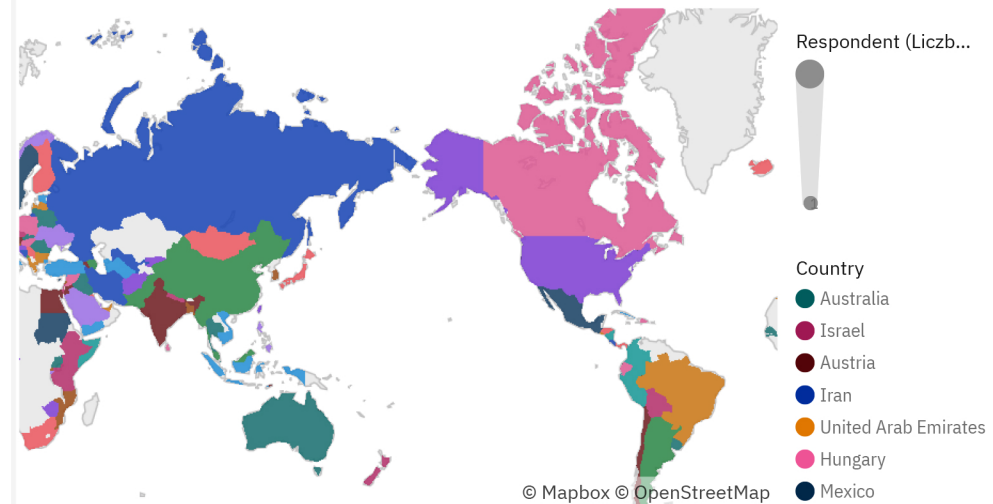 Respondent (Liczb...
Country
Australia
Israel
Austria
Iran
United Arab Emirates
Hungary
Mexico
© Mapbox © OpenStreetMap